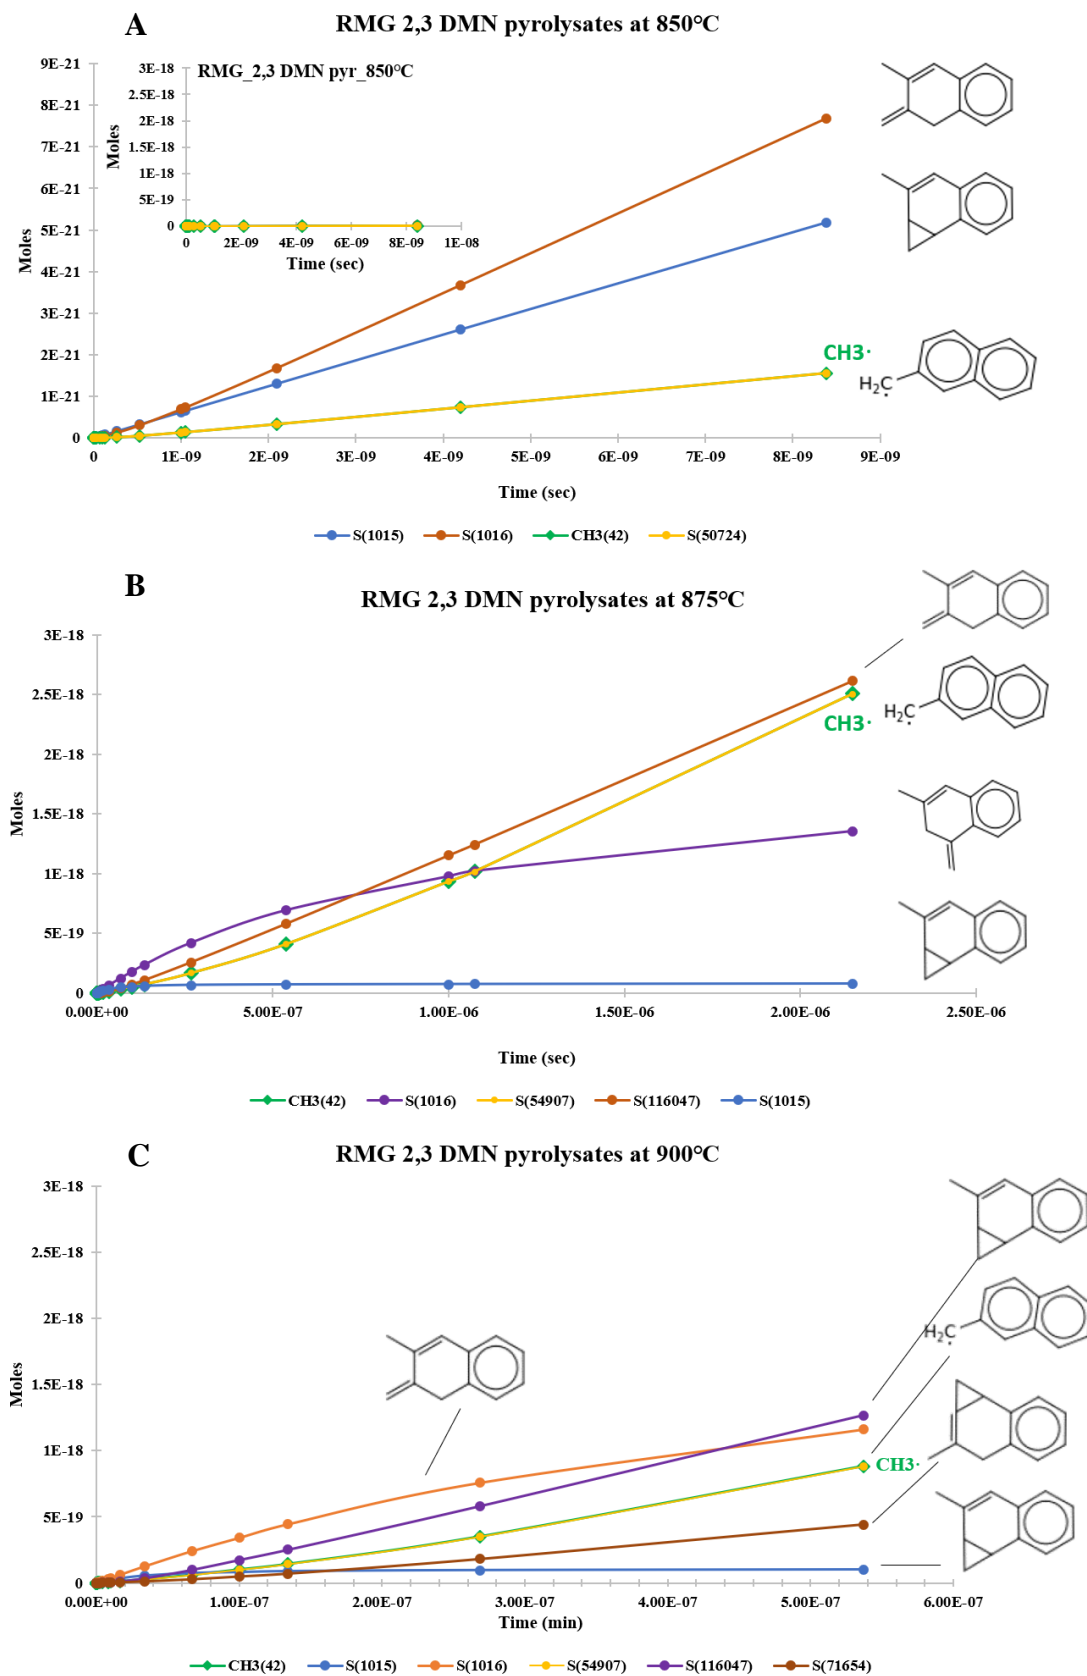 A
RMG 2,3 DMN pyrolysates at 850°C
9E-21
8E-21
7E-21
6E-21
5E-21
4E-21
3E-21
2E-21
1E-21
0
Moles
3E-18
2.5E-18
2E-18
1.5E-18
1E-18
5E-19
0
Moles
RMG_2,3 DMN pyr_850°C
0 2E-09 4E-09 6E-09 8E-09 1E-08
Time (sec)
CH3·
H₂C·
0 1E-09 2E-09 3E-09 4E-09 5E-09 6E-09 7E-09 8E-09 9E-09
Time (sec)
S(1015) S(1016) CH3(42) S(50724)
B
RMG 2,3 DMN pyrolysates at 875°C
3E-18
2.5E-18
2E-18
1.5E-18
1E-18
5E-19
0
Moles
H₂C·
CH3·
0.00E+00 5.00E-07 1.00E-06 1.50E-06 2.00E-06 2.50E-06
Time (sec)
CH3(42) S(1016) S(54907) S(116047) S(1015)
C
RMG 2,3 DMN pyrolysates at 900°C
3E-18
2.5E-18
2E-18
1.5E-18
1E-18
5E-19
0
Moles
H₂C·
CH3·
0.00E+00 1.00E-07 2.00E-07 3.00E-07 4.00E-07 5.00E-07 6.00E-07
Time (min)
CH3(42) S(1015) S(1016) S(54907) S(116047) S(71654)